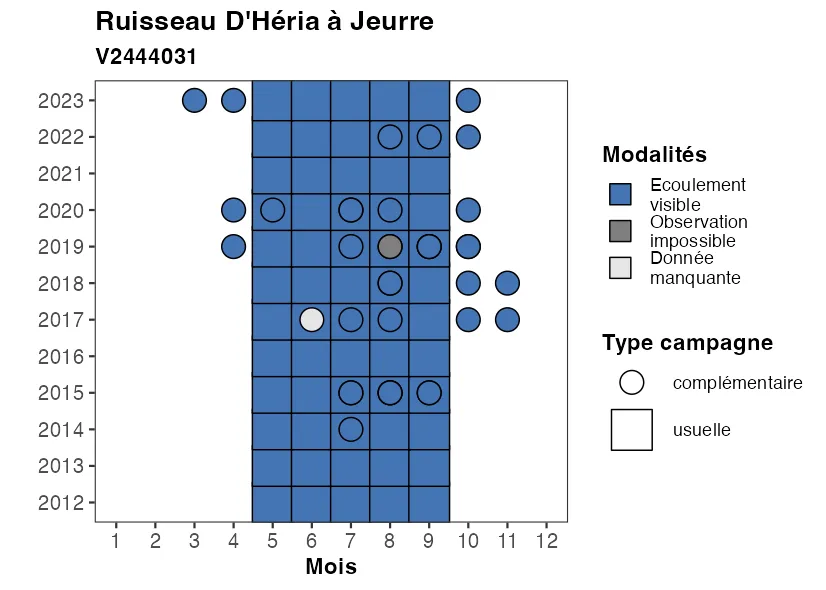 Ruisseau D'Héria à Jeurre
V2444031
2023
2022
2021
2020
2019
2018
2017
2016
2015
2014
2013
2012
1 2 3 4 5 6 7 8 9 10 11 12
Mois
Modalités
Ecoulement
visible
Observation
impossible
Donnée
manquante
Type campagne
complémentaire
usuelle